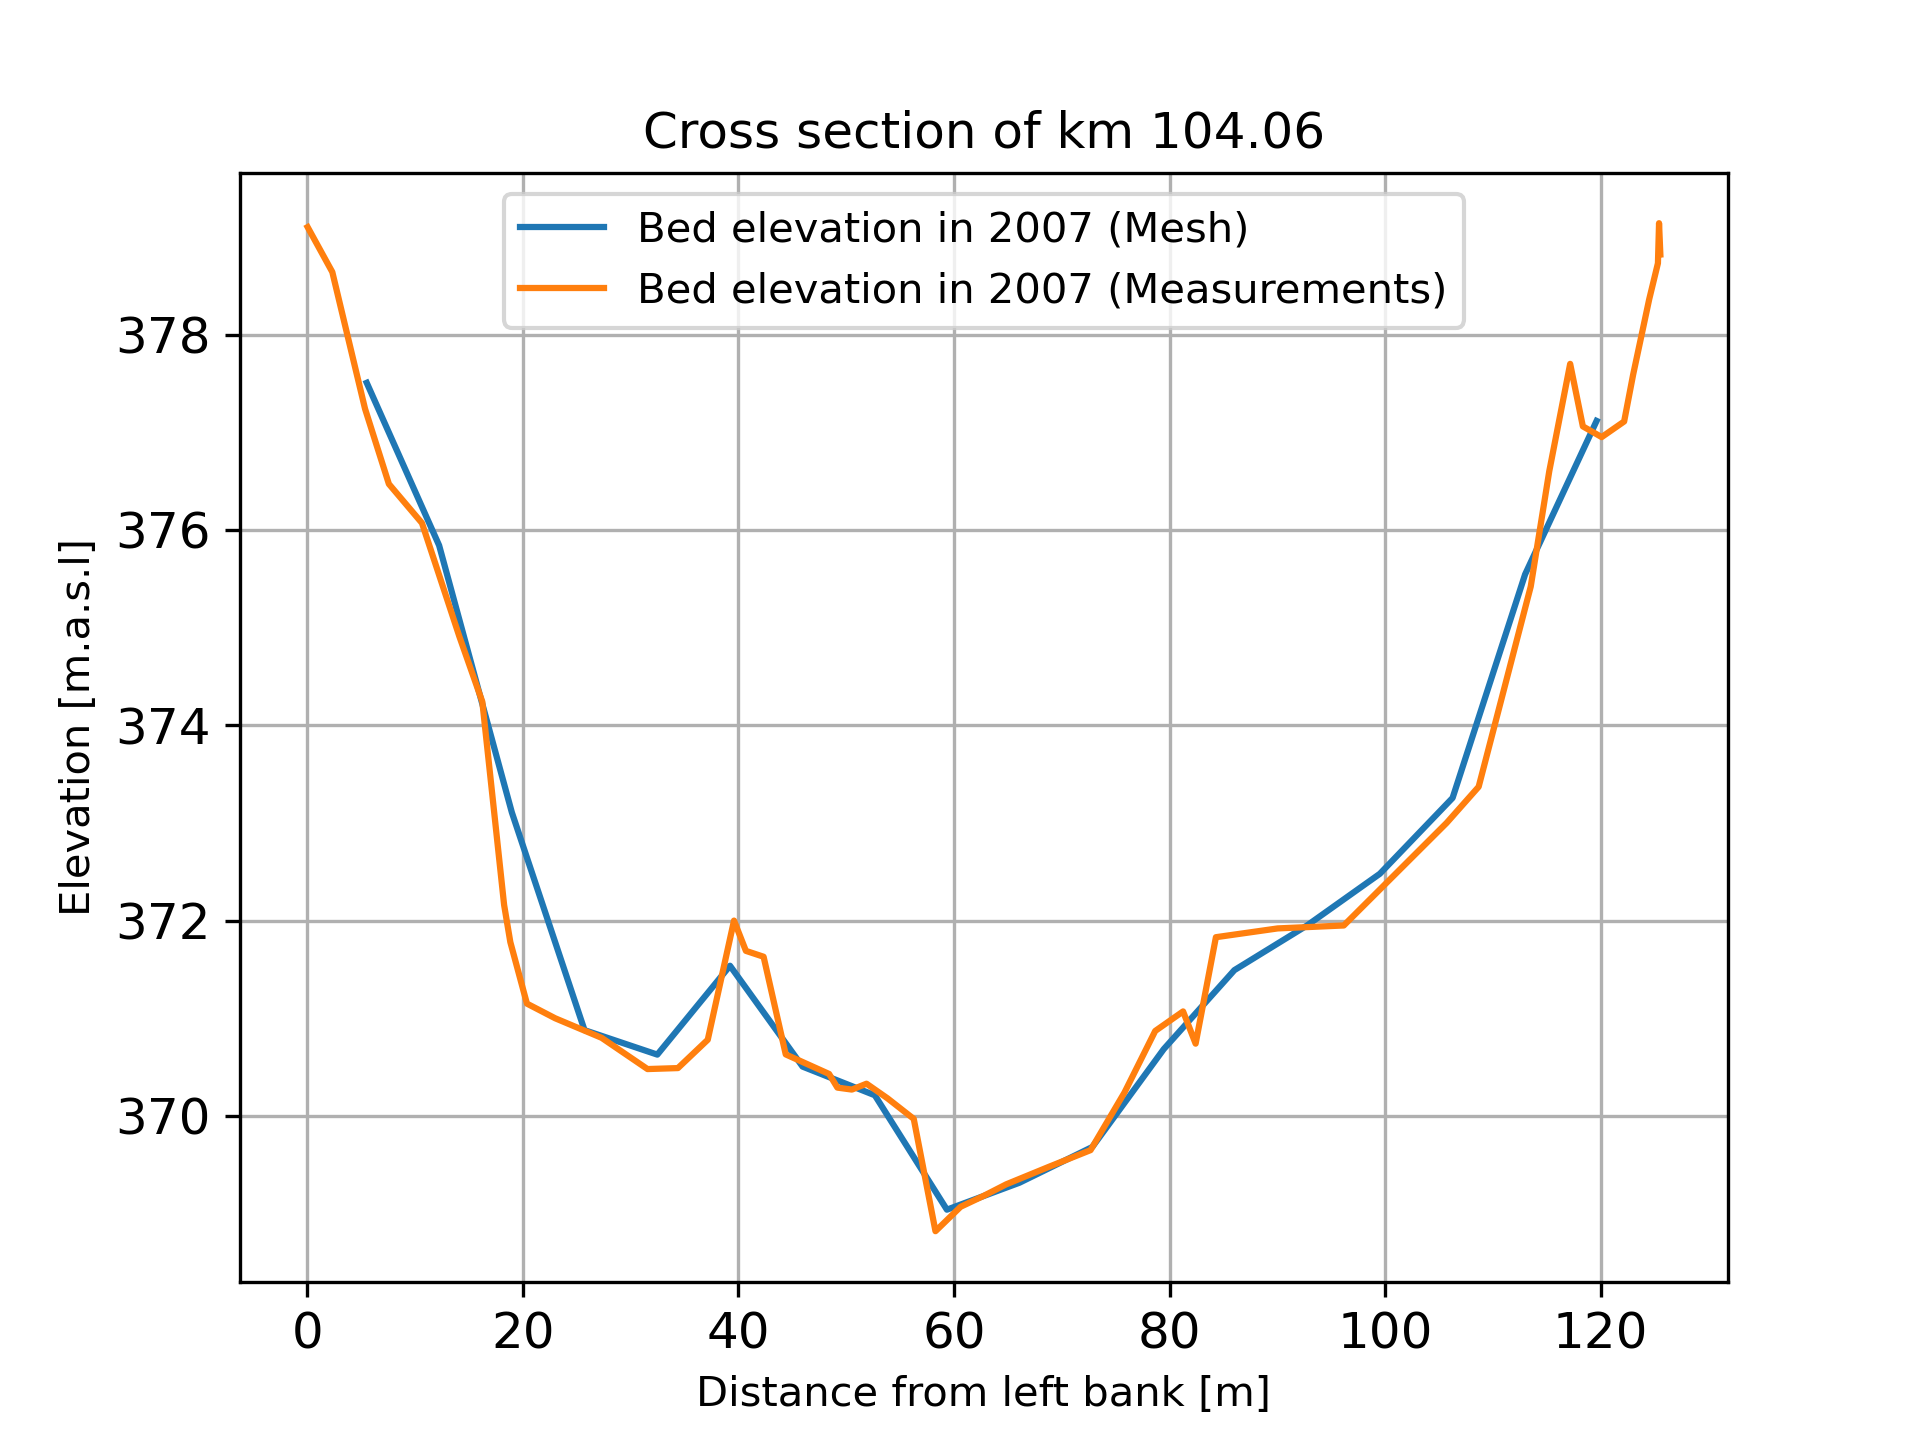 Cross section of km 104.06
Bed elevation in 2007 (Mesh)
Bed elevation in 2007 (Measurements)
378
376
374
372
370
Elevation [m.a.s.l]
0 20 40 60 80 100 120
Distance from left bank [m]